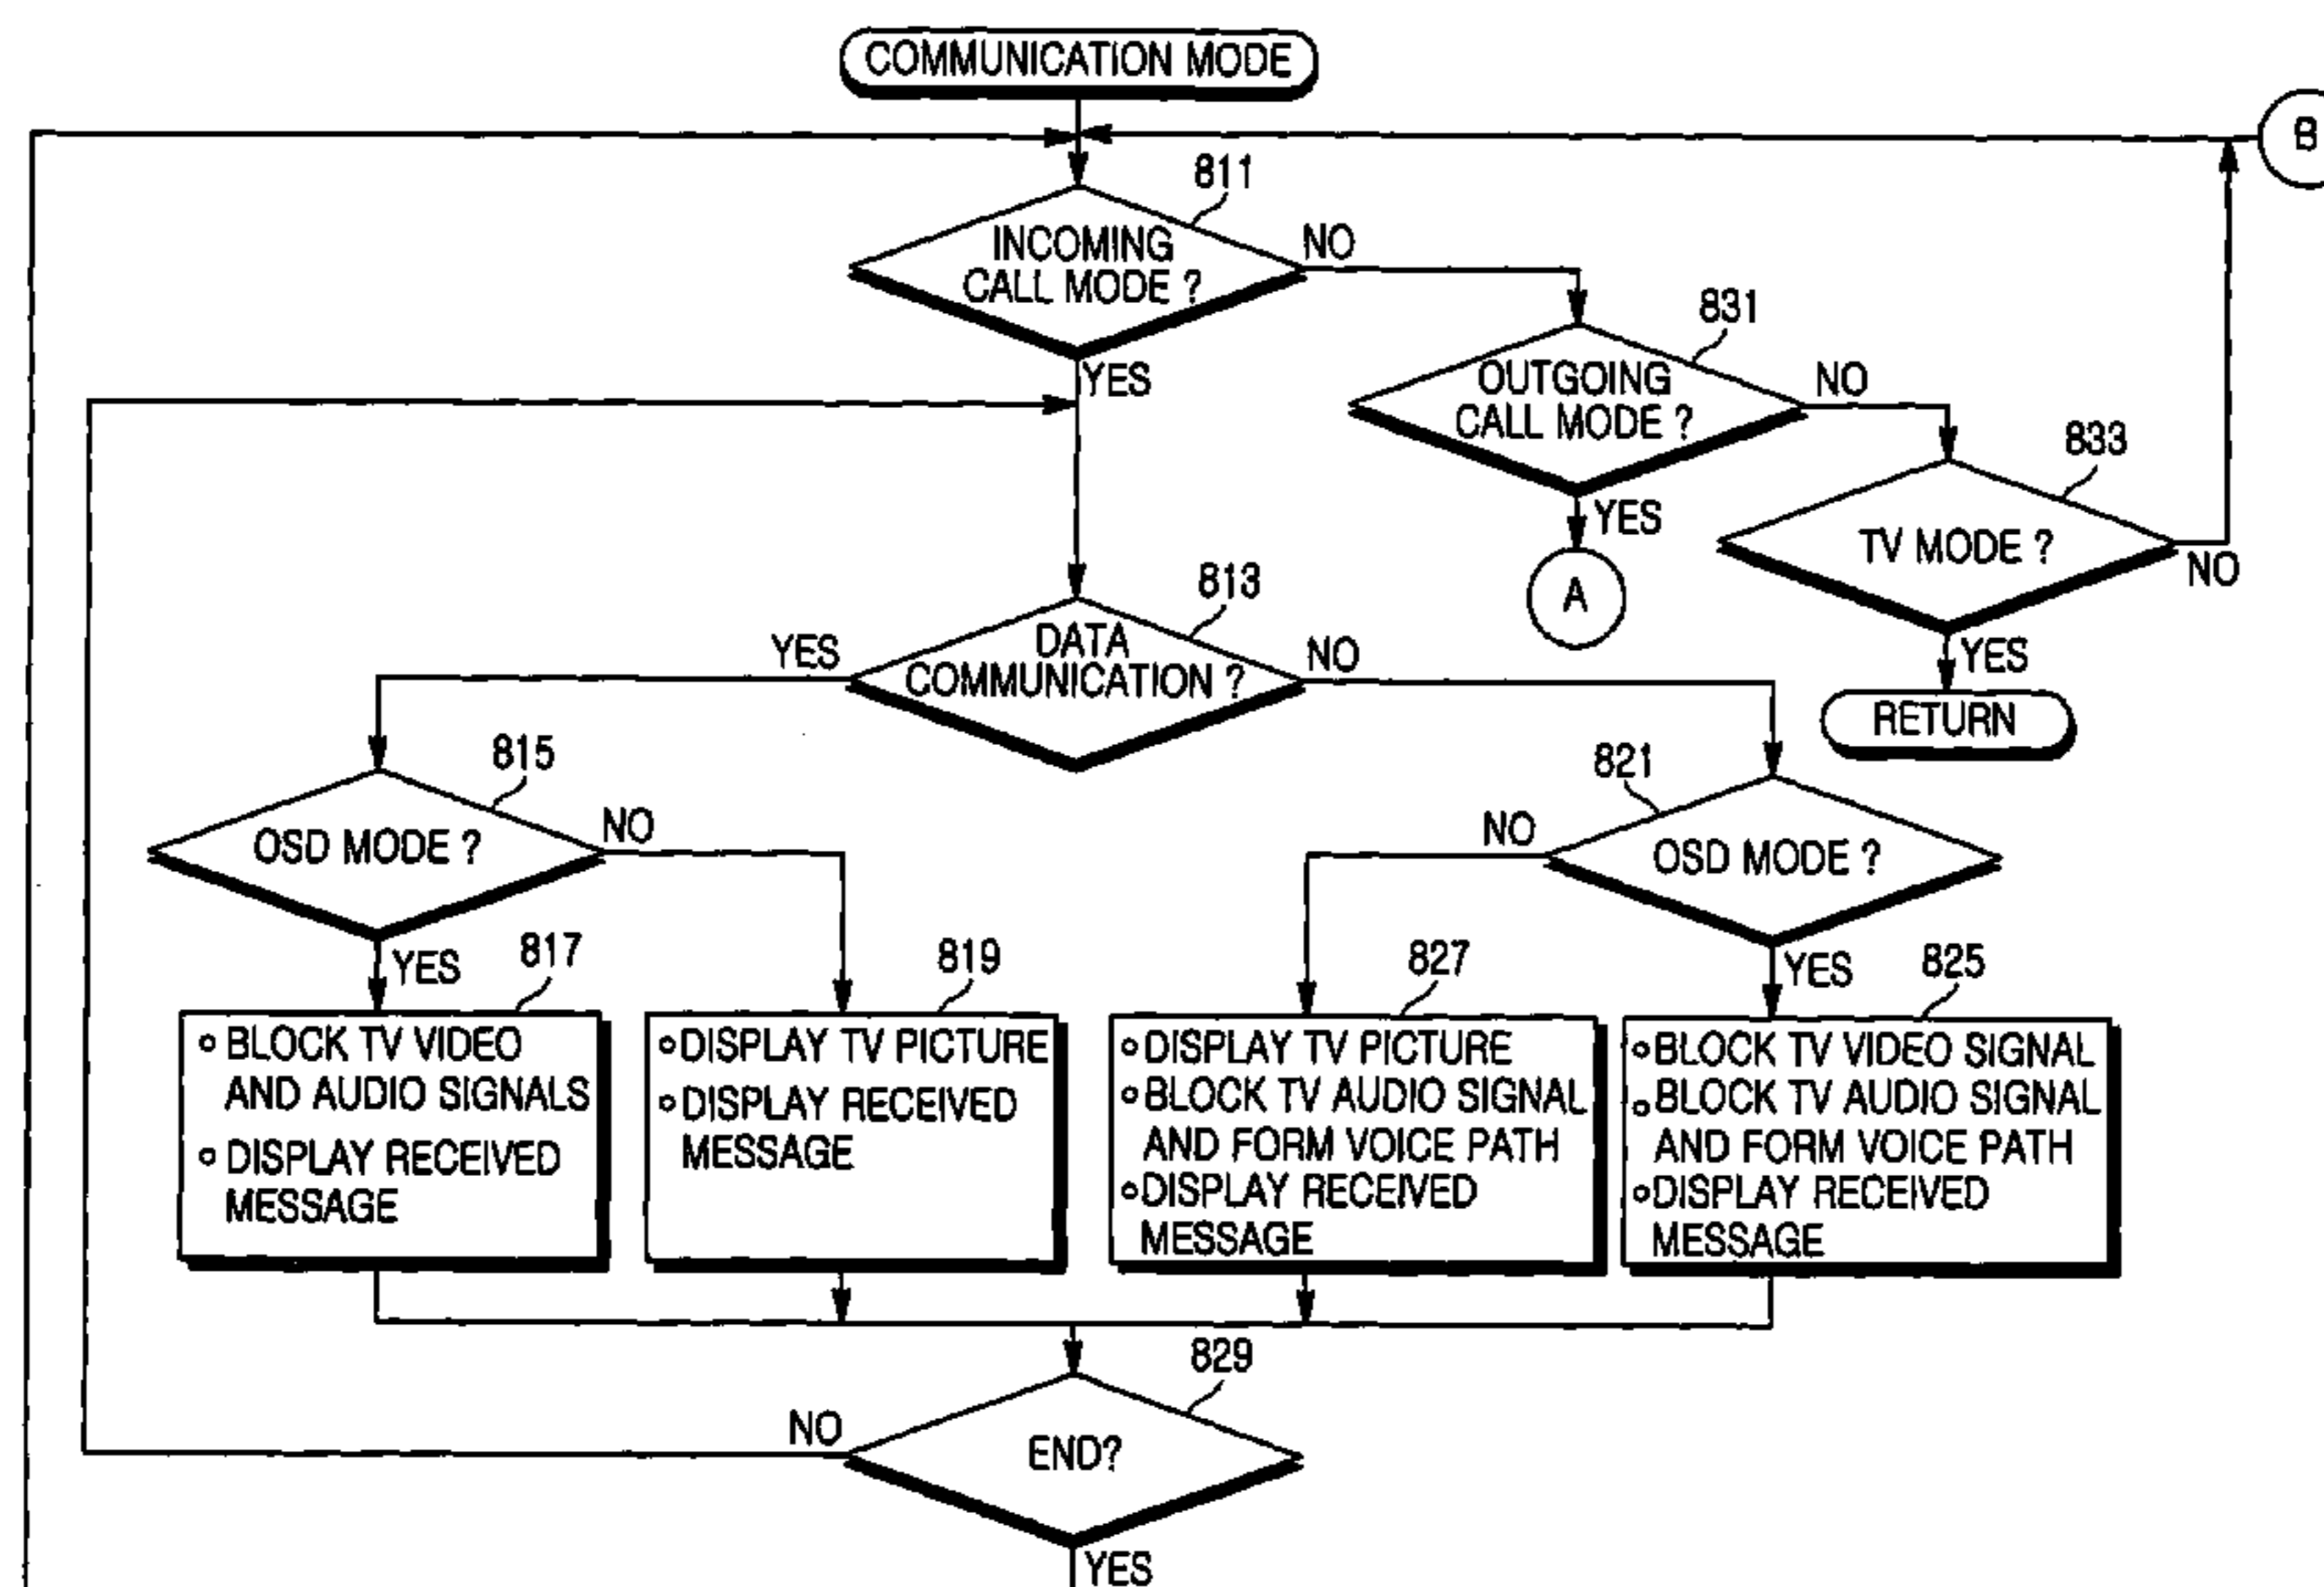 COMMUNICATION MODE
B
811
INCOMING
CALL MODE ?
NO
YES
831
OUTGOING
CALL MODE ?
NO
YES
A
833
TV MODE ?
NO
YES
RETURN
813
DATA
COMMUNICATION ?
YES
NO
815
OSD MODE ?
NO
YES
821
OSD MODE ?
NO
YES
817
◦ BLOCK TV VIDEO
AND AUDIO SIGNALS
◦ DISPLAY RECEIVED
MESSAGE
819
◦ DISPLAY TV PICTURE
◦ DISPLAY RECEIVED
MESSAGE
827
◦ DISPLAY TV PICTURE
◦ BLOCK TV AUDIO SIGNAL
AND FORM VOICE PATH
◦ DISPLAY RECEIVED
MESSAGE
825
◦ BLOCK TV VIDEO SIGNAL
◦ BLOCK TV AUDIO SIGNAL
AND FORM VOICE PATH
◦ DISPLAY RECEIVED
MESSAGE
829
END?
NO
YES